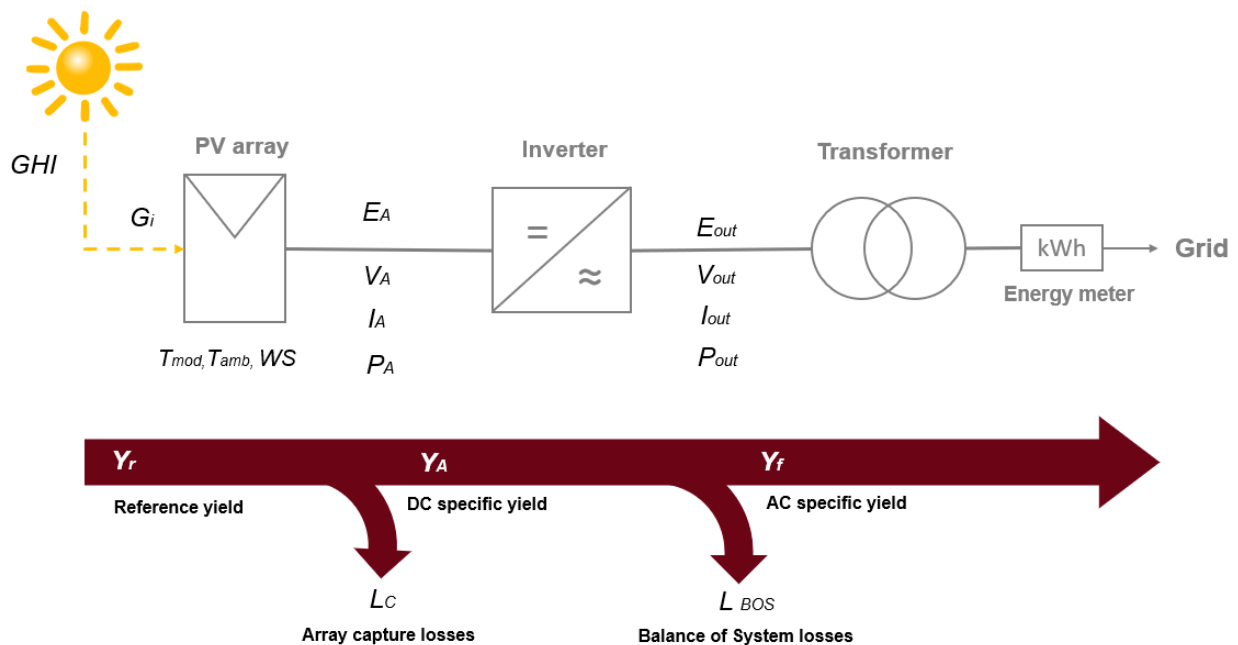 GHI
PV array
Inverter
Transformer
Gi
EA
Eout
=
≈
kWh
Grid
Energy meter
VA
Vout
IA
Iout
Tmod, Tamb, WS
PA
Pout
Yr
YA
Yf
Reference yield
DC specific yield
AC specific yield
LC
L BOS
Array capture losses
Balance of System losses